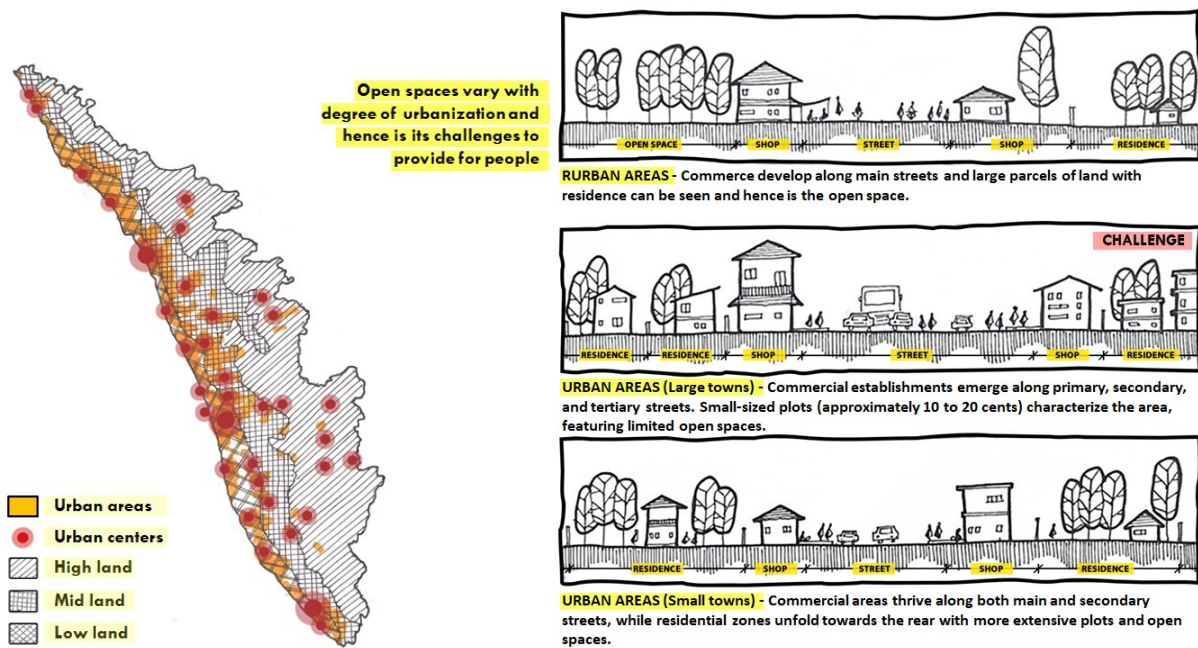 Open spaces vary with
degree of urbanization and
hence is its challenges to
provide for people
Urban areas
Urban centers
High land
Mid land
Low land
OPEN SPACE SHOP STREET SHOP RESIDENCE
RURBAN AREAS - Commerce develop along main streets and large parcels of land with
residence can be seen and hence is the open space.
CHALLENGE
RESIDENCE RESIDENCE SHOP STREET SHOP RESIDENCE
URBAN AREAS (Large towns) - Commercial establishments emerge along primary, secondary,
and tertiary streets. Small-sized plots (approximately 10 to 20 cents) characterize the area,
featuring limited open spaces.
RESIDENCE SHOP STREET SHOP RESIDENCE
URBAN AREAS (Small towns) - Commercial areas thrive along both main and secondary
streets, while residential zones unfold towards the rear with more extensive plots and open
spaces.